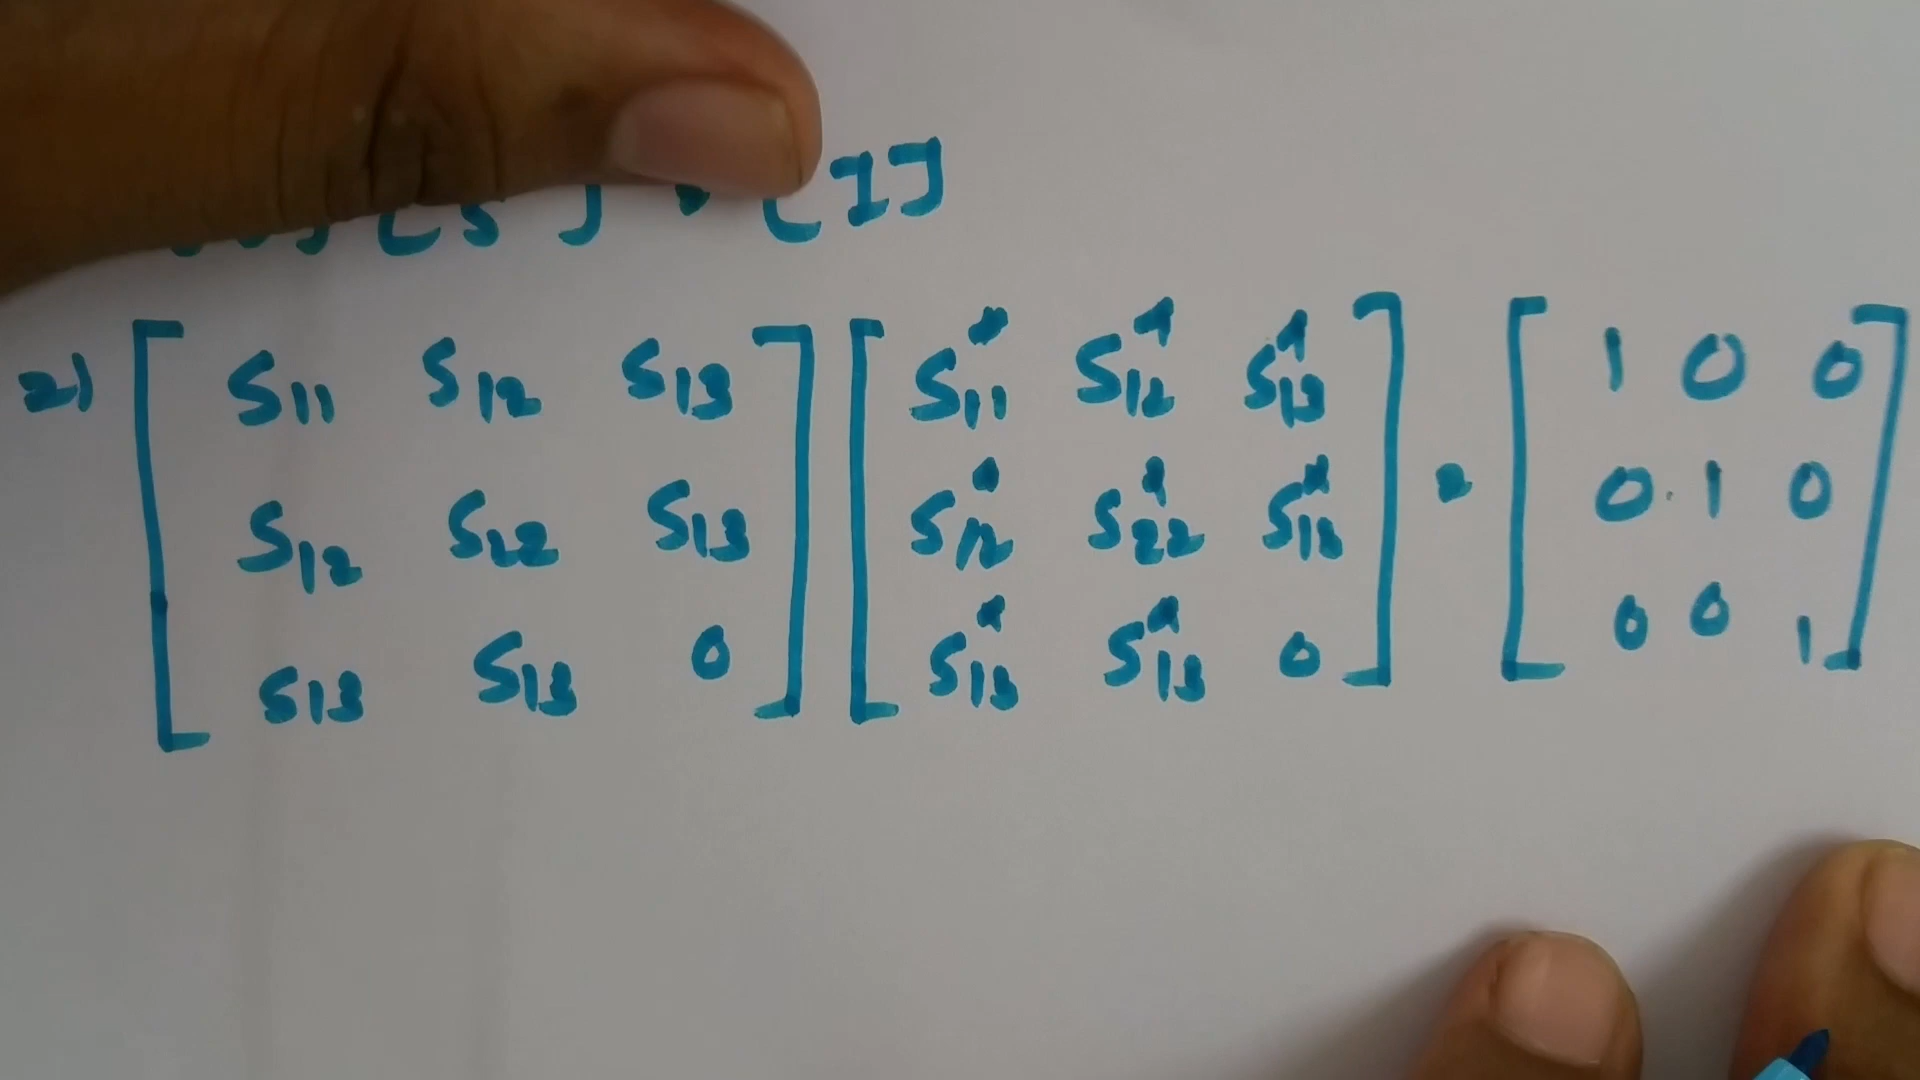 [S] = [I]
2) [ S11 S12 S13 ] [ S11* S12* S13* ] = [ 1 0 0 ]
[ S12 S22 S13 ] [ S12* S22* S13* ] [ 0 1 0 ]
[ S13 S13 0 ] [ S13* S13* 0 ] [ 0 0 1 ]